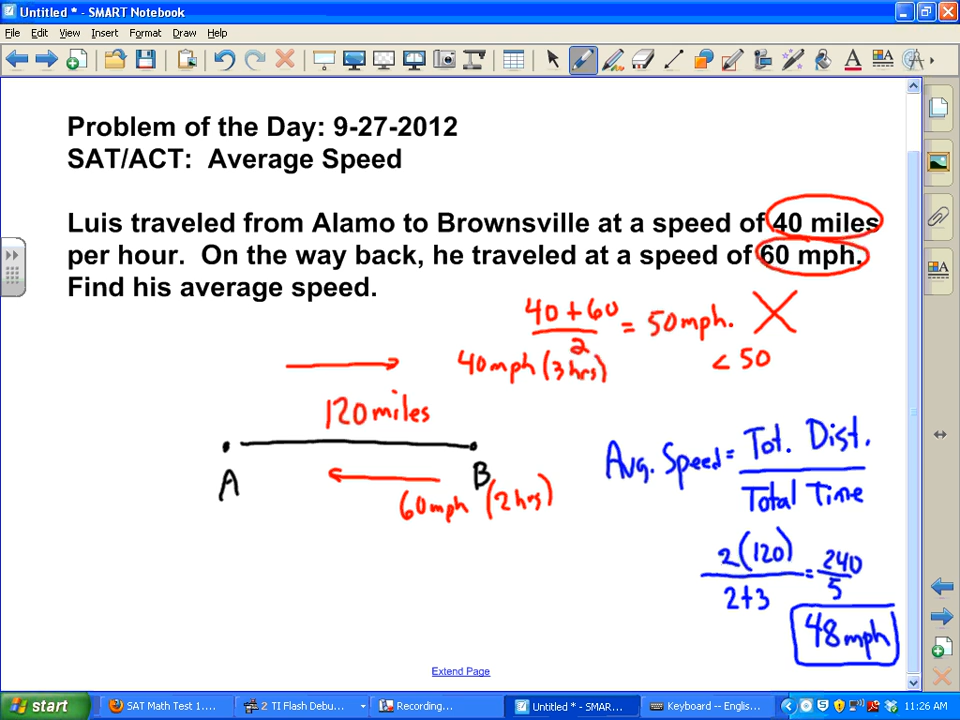 Untitled * - SMART Notebook
File Edit View Insert Format Draw Help
Problem of the Day: 9-27-2012
SAT/ACT: Average Speed
Luis traveled from Alamo to Brownsville at a speed of 40 miles
per hour. On the way back, he traveled at a speed of 60 mph.
Find his average speed.
40 + 60
2
= 50mph.
40mph (3 hrs)
< 50
120 miles
A
B
60mph (2 hrs)
Avg. Speed = Tot. Dist.
Total Time
2(120)
2+3
= 240
5
48mph
Extend Page
start
SAT Math Test 1....
2 TI Flash Debu...
Recording...
Untitled * - SMAR...
Keyboard -- Englis...
11:26 AM